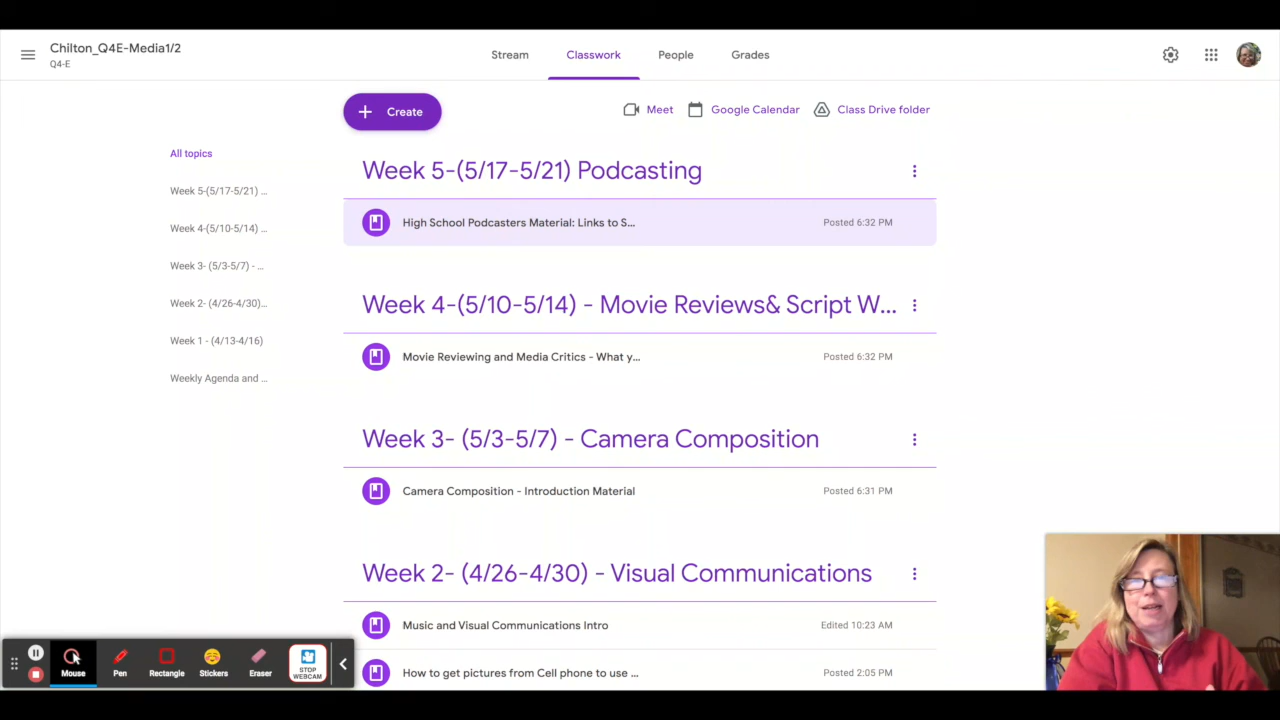 Chilton_Q4E-Media1/2
Q4-E
Stream
Classwork
People
Grades
Create
Meet
Google Calendar
Class Drive folder
All topics
Week 5-(5/17-5/21) ...
Week 4-(5/10-5/14) ...
Week 3- (5/3-5/7) - ...
Week 2- (4/26-4/30)...
Week 1 - (4/13-4/16)
Weekly Agenda and ...
Week 5-(5/17-5/21) Podcasting
High School Podcasters Material: Links to S...
Posted 6:32 PM
Week 4-(5/10-5/14) - Movie Reviews& Script W...
Movie Reviewing and Media Critics - What y...
Posted 6:32 PM
Week 3- (5/3-5/7) - Camera Composition
Camera Composition - Introduction Material
Posted 6:31 PM
Week 2- (4/26-4/30) - Visual Communications
Music and Visual Communications Intro
Edited 10:23 AM
How to get pictures from Cell phone to use ...
Posted 2:05 PM
Mouse
Pen
Rectangle
Stickers
Eraser
STOP
WEBCAM